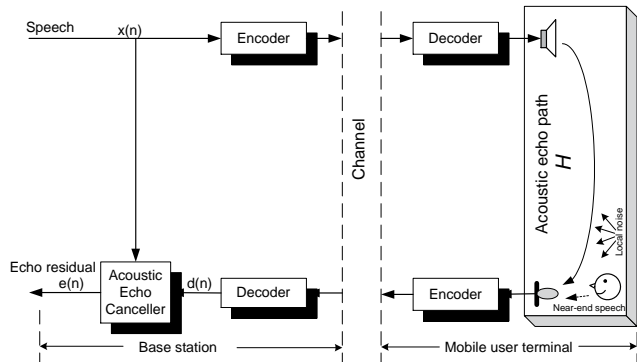 Speech
x(n)
Encoder
Decoder
Channel
Acoustic echo path
H
Local noise
Echo residual
e(n)
Acoustic
Echo
Canceller
d(n)
Decoder
Encoder
Near-end speech
Base station
Mobile user terminal